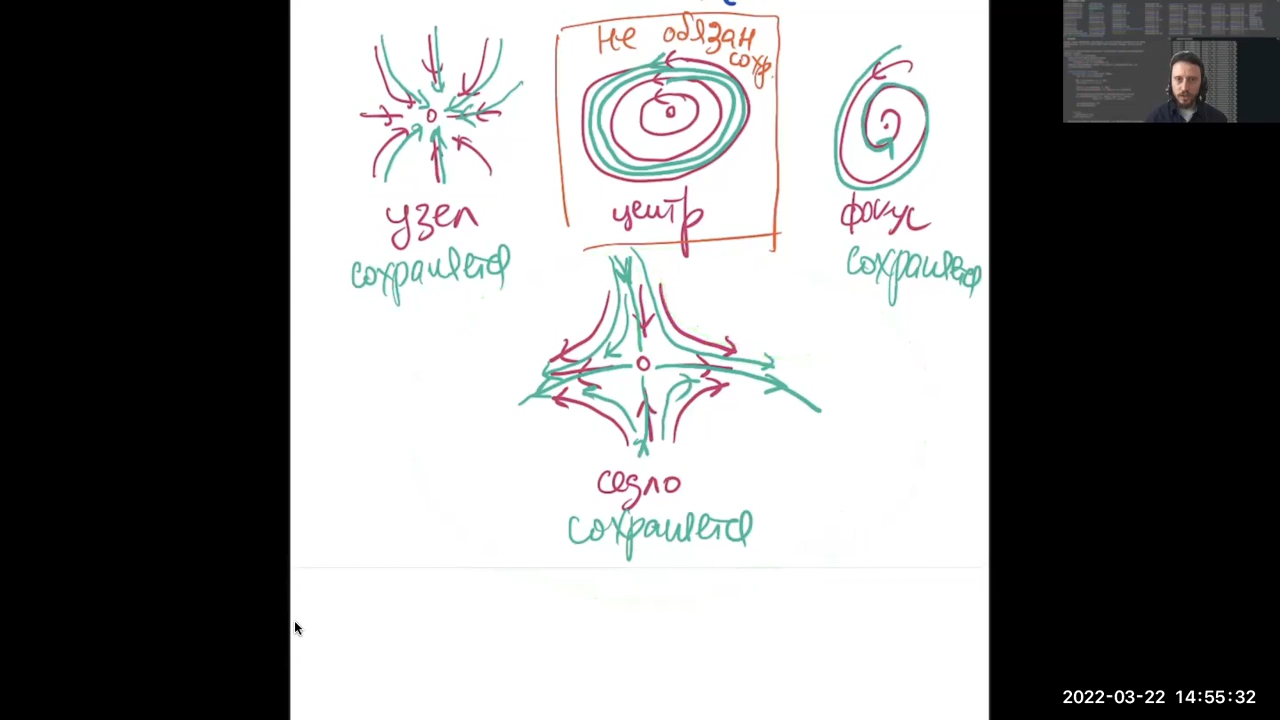 не обязан
сохр.
узел
сохраняется
центр
фокус
сохраняется
седло
сохраняется
2022-03-22 14:55:32